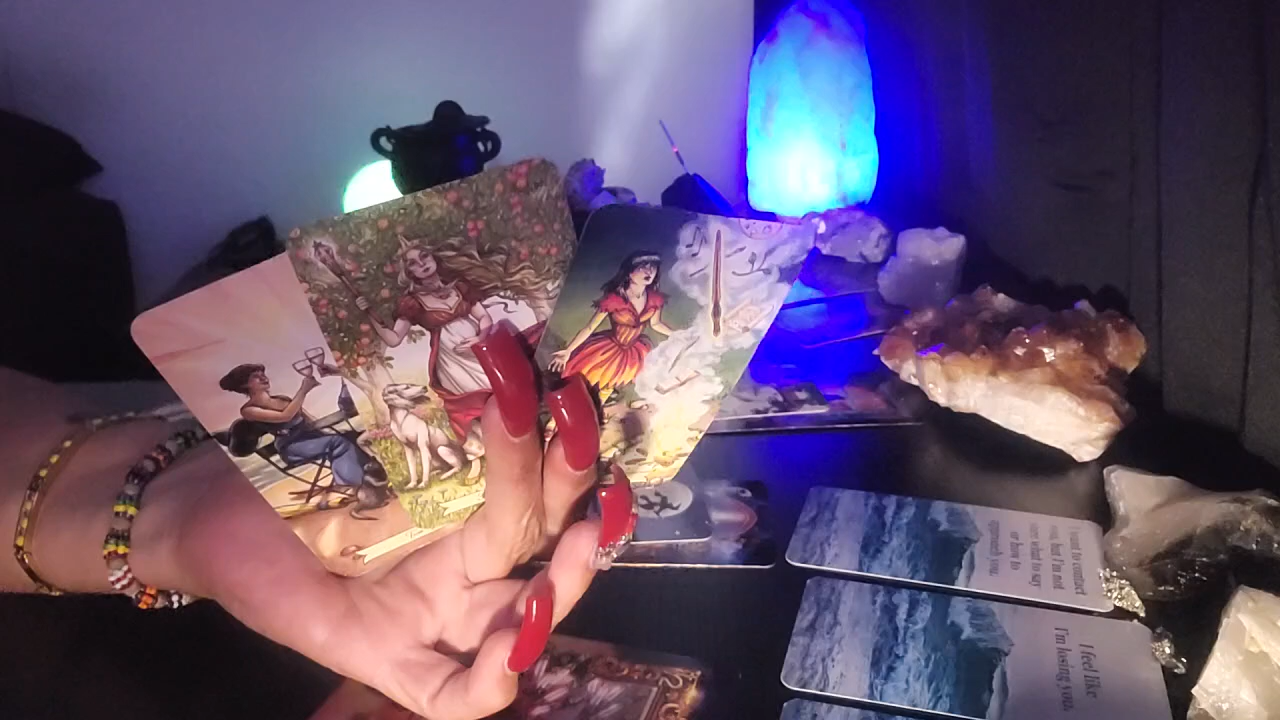 I want to contact
you, but I'm not
sure what to say
or how to
approach you.
I feel like
I'm losing you.